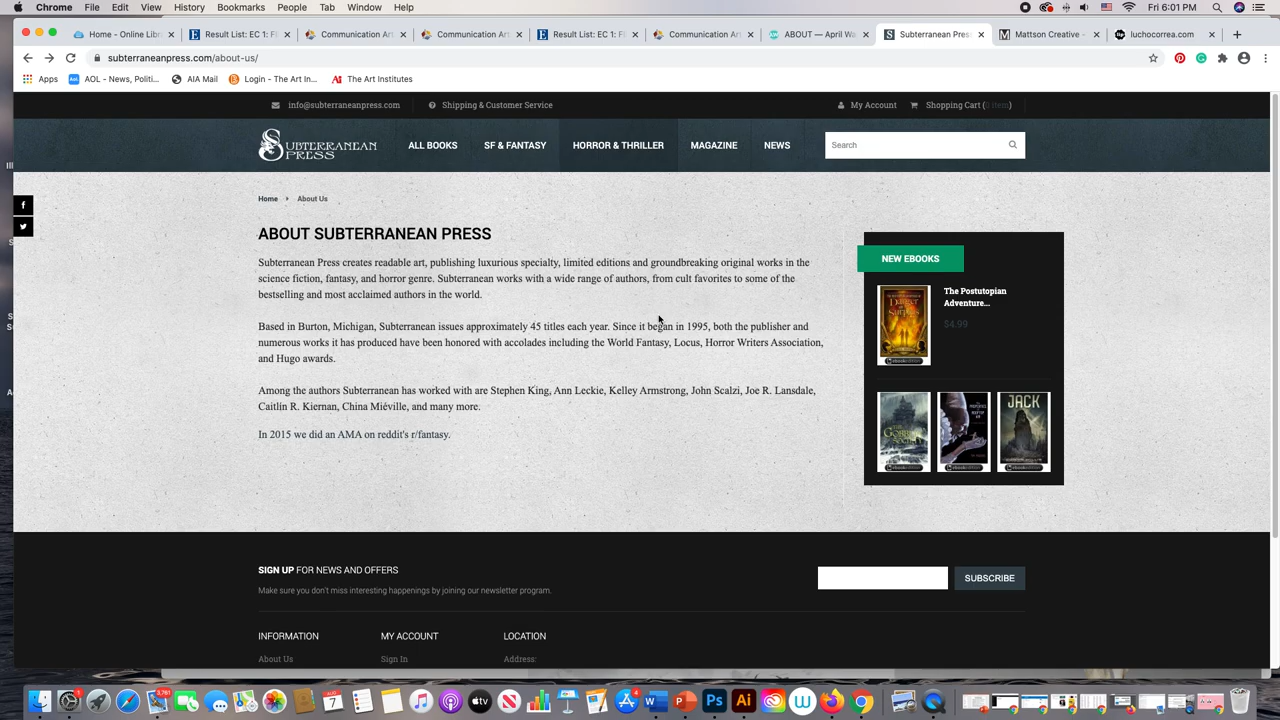 Chrome File Edit View History Bookmarks People Tab Window Help Fri 6:01 PM
Home - Online Bac Result List: EC 1: Fi Communication Art. Communication Art. Result List: EC 1: Fi Communication Art. ABOUT — April Wa Subterranean Pres Mattson Creative – luchocorrea.com
subterraneanpress.com/about-us/
Apps AOL - News, Politi... AIA Mail Login - The Art In... The Art Institutes
info@subterraneanpress.com Shipping & Customer Service My Account Shopping Cart (0 item)
SUBTERRANEAN PRESS ALL BOOKS SF & FANTASY HORROR & THRILLER MAGAZINE NEWS Search
Home About Us
ABOUT SUBTERRANEAN PRESS
Subterranean Press creates readable art, publishing luxurious specialty, limited editions and groundbreaking original works in the
science fiction, fantasy, and horror genre. Subterranean works with a wide range of authors, from cult favorites to some of the
bestselling and most acclaimed authors in the world.
Based in Burton, Michigan, Subterranean issues approximately 45 titles each year. Since it began in 1995, both the publisher and
numerous works it has produced have been honored with accolades including the World Fantasy, Locus, Horror Writers Association,
and Hugo awards.
Among the authors Subterranean has worked with are Stephen King, Ann Leckie, Kelley Armstrong, John Scalzi, Joe R. Lansdale,
Caitlín R. Kiernan, China Miéville, and many more.
In 2015 we did an AMA on reddit's r/fantasy.
NEW EBOOKS
The Postutopian
Adventure...
$4.99
JACK
SIGN UP FOR NEWS AND OFFERS
Make sure you don't miss interesting happenings by joining our newsletter program.
SUBSCRIBE
INFORMATION MY ACCOUNT LOCATION
About Us Sign In Address: